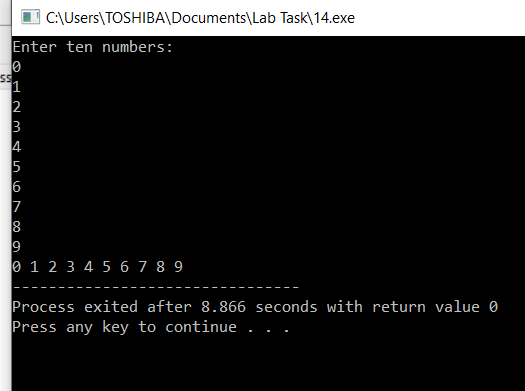 C:\Users\TOSHIBA\Documents\Lab Task\14.exe
Enter ten numbers:
0
ss
1
2
3
4
5
6
7
8
9
0 1 2 3 4 5 6 7 8 9
--------------------------------
Process exited after 8.866 seconds with return value 0
Press any key to continue . . .